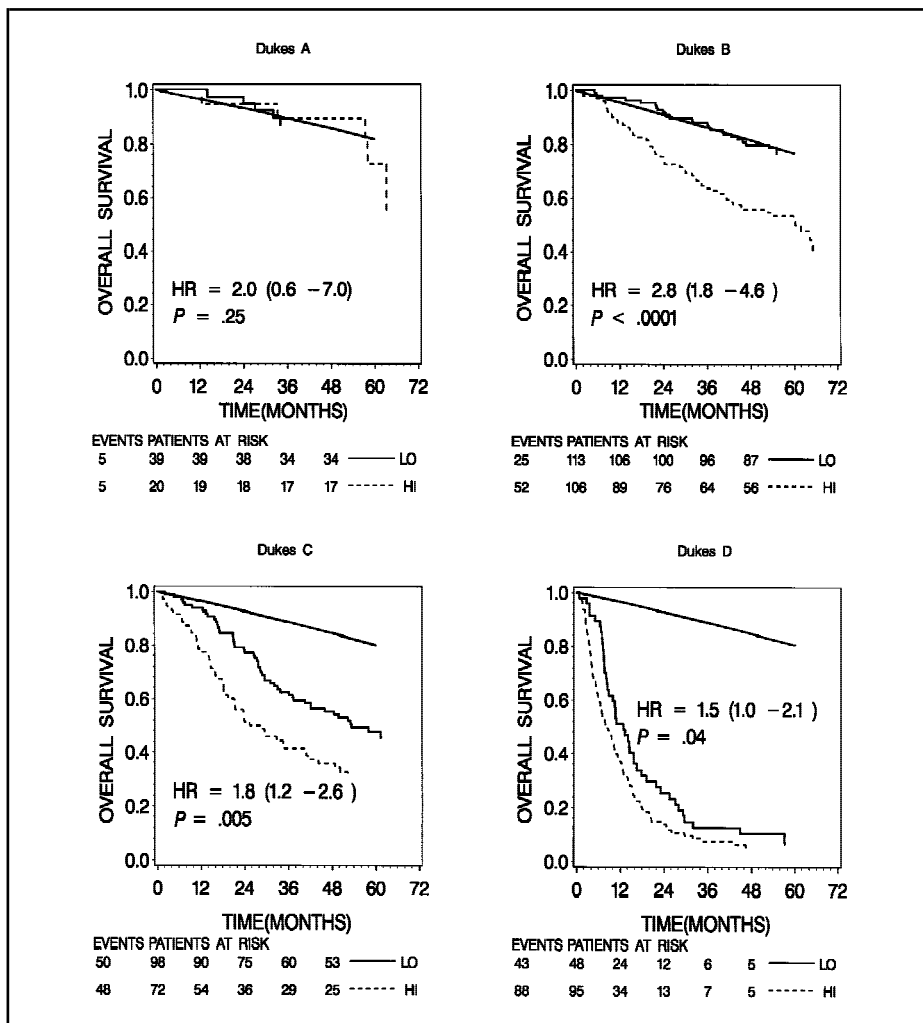 Dukes A
OVERALL SURVIVAL
1.0
0.8
0.6
0.4
0.2
0.0
HR = 2.0 (0.6 -7.0)
P = .25
0 12 24 36 48 60 72
TIME(MONTHS)
EVENTS PATIENTS AT RISK
5 39 39 38 34 34 LO
5 20 19 18 17 17 HI
Dukes B
OVERALL SURVIVAL
1.0
0.8
0.6
0.4
0.2
0.0
HR = 2.8 (1.8 -4.6 )
P < .0001
0 12 24 36 48 60 72
TIME(MONTHS)
EVENTS PATIENTS AT RISK
25 113 106 100 96 87 LO
52 106 89 76 64 56 HI
Dukes C
OVERALL SURVIVAL
1.0
0.8
0.6
0.4
0.2
0.0
HR = 1.8 (1.2 -2.6 )
P = .005
0 12 24 36 48 60 72
TIME(MONTHS)
EVENTS PATIENTS AT RISK
50 98 90 75 60 53 LO
48 72 54 36 29 25 HI
Dukes D
OVERALL SURVIVAL
1.0
0.8
0.6
0.4
0.2
0.0
HR = 1.5 (1.0 -2.1 )
P = .04
0 12 24 36 48 60 72
TIME(MONTHS)
EVENTS PATIENTS AT RISK
43 48 24 12 6 5 LO
88 95 34 13 7 5 HI